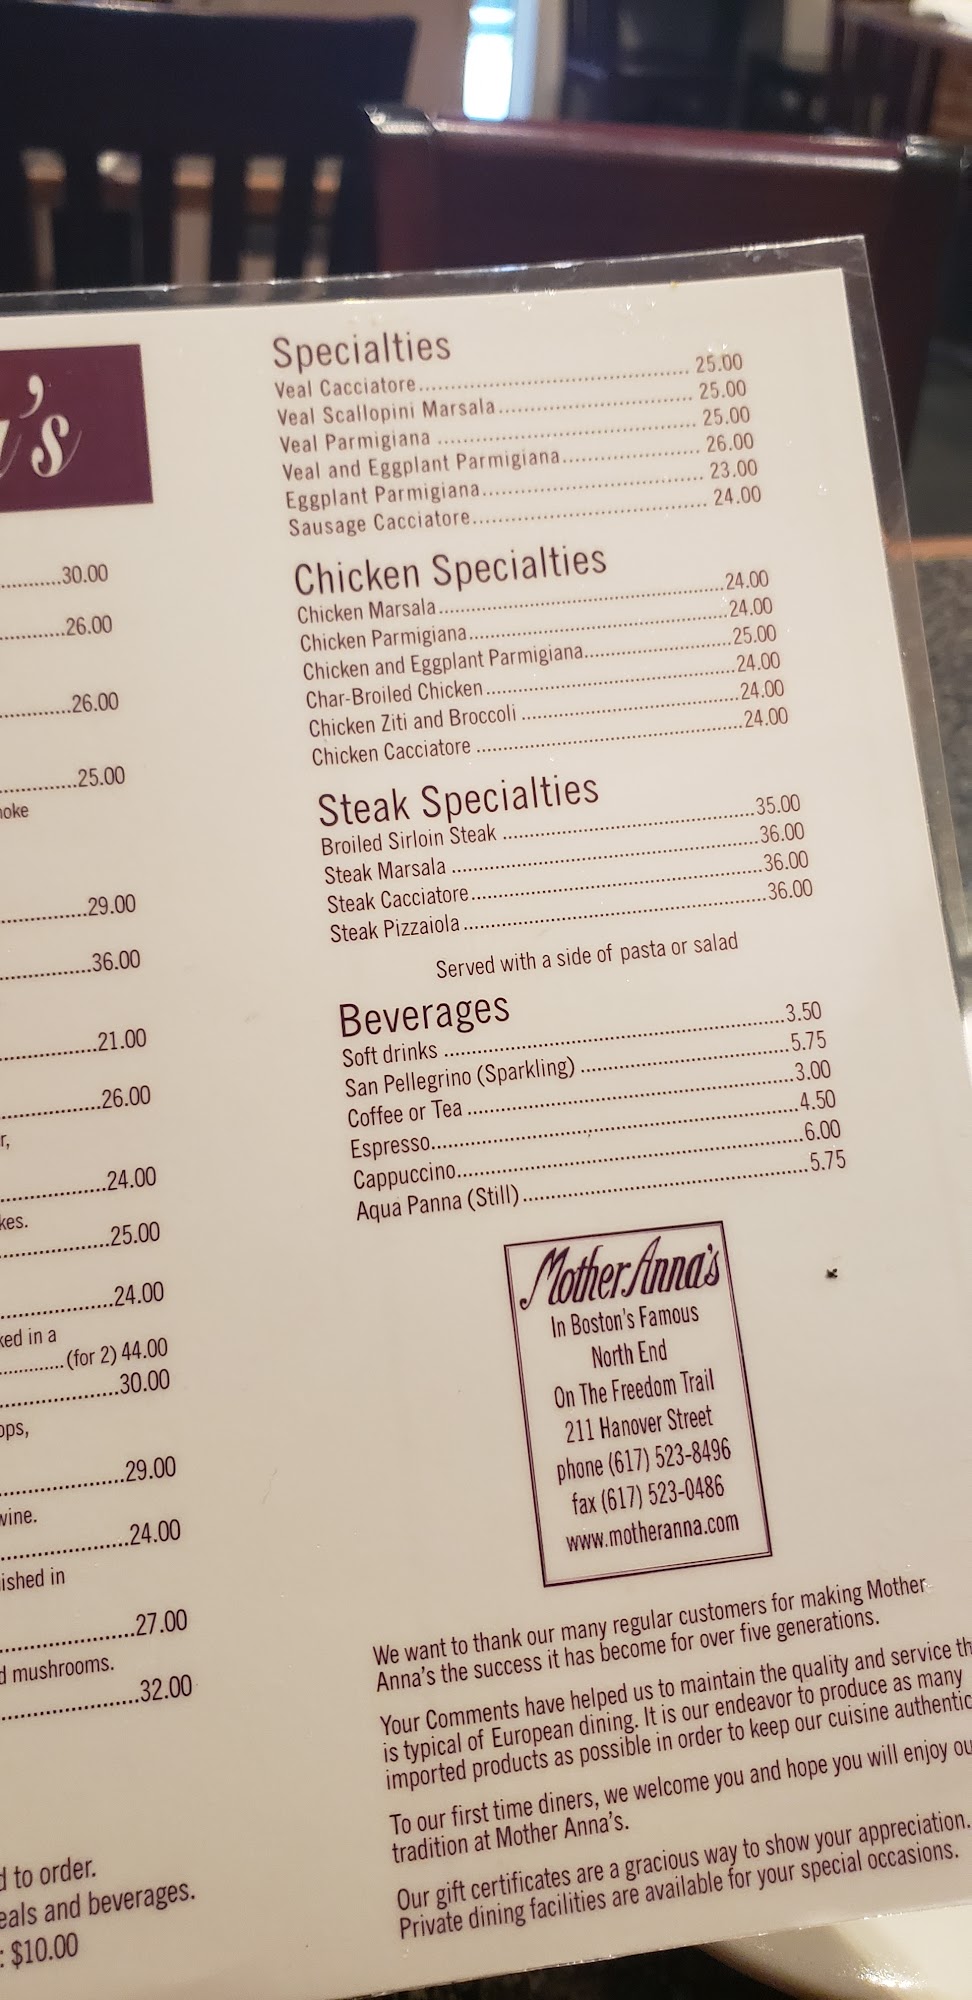 's
.....30.00
.....26.00
.....26.00
.....25.00
.....29.00
.....36.00
.....21.00
.....26.00
r,
.....24.00
kes.
.....25.00
.....24.00
ked in a
.....(for 2) 44.00
.....30.00
ops,
.....29.00
wine.
.....24.00
ished in
.....27.00
d mushrooms.
.....32.00
d to order.
eals and beverages.
: $10.00
Specialties
Veal Cacciatore..... 25.00
Veal Scallopini Marsala..... 25.00
Veal Parmigiana ..... 25.00
Veal and Eggplant Parmigiana..... 26.00
Eggplant Parmigiana..... 23.00
Sausage Cacciatore..... 24.00
Chicken Specialties
Chicken Marsala.....24.00
Chicken Parmigiana.....24.00
Chicken and Eggplant Parmigiana.....25.00
Char-Broiled Chicken.....24.00
Chicken Ziti and Broccoli .....24.00
Chicken Cacciatore .....24.00
Steak Specialties
Broiled Sirloin Steak .....35.00
Steak Marsala .....36.00
Steak Cacciatore.....36.00
Steak Pizzaiola.....36.00
Served with a side of pasta or salad
Beverages
Soft drinks .....3.50
San Pellegrino (Sparkling) .....5.75
Coffee or Tea .....3.00
Espresso.....4.50
Cappuccino.....6.00
Aqua Panna (Still).....5.75
Mother Anna's
In Boston's Famous
North End
On The Freedom Trail
211 Hanover Street
phone (617) 523-8496
fax (617) 523-0486
www.motheranna.com
We want to thank our many regular customers for making Mother
Anna's the success it has become for over five generations.
Your Comments have helped us to maintain the quality and service th
is typical of European dining. It is our endeavor to produce as many
imported products as possible in order to keep our cuisine authentic
To our first time diners, we welcome you and hope you will enjoy ou
tradition at Mother Anna's.
Our gift certificates are a gracious way to show your appreciation.
Private dining facilities are available for your special occasions.